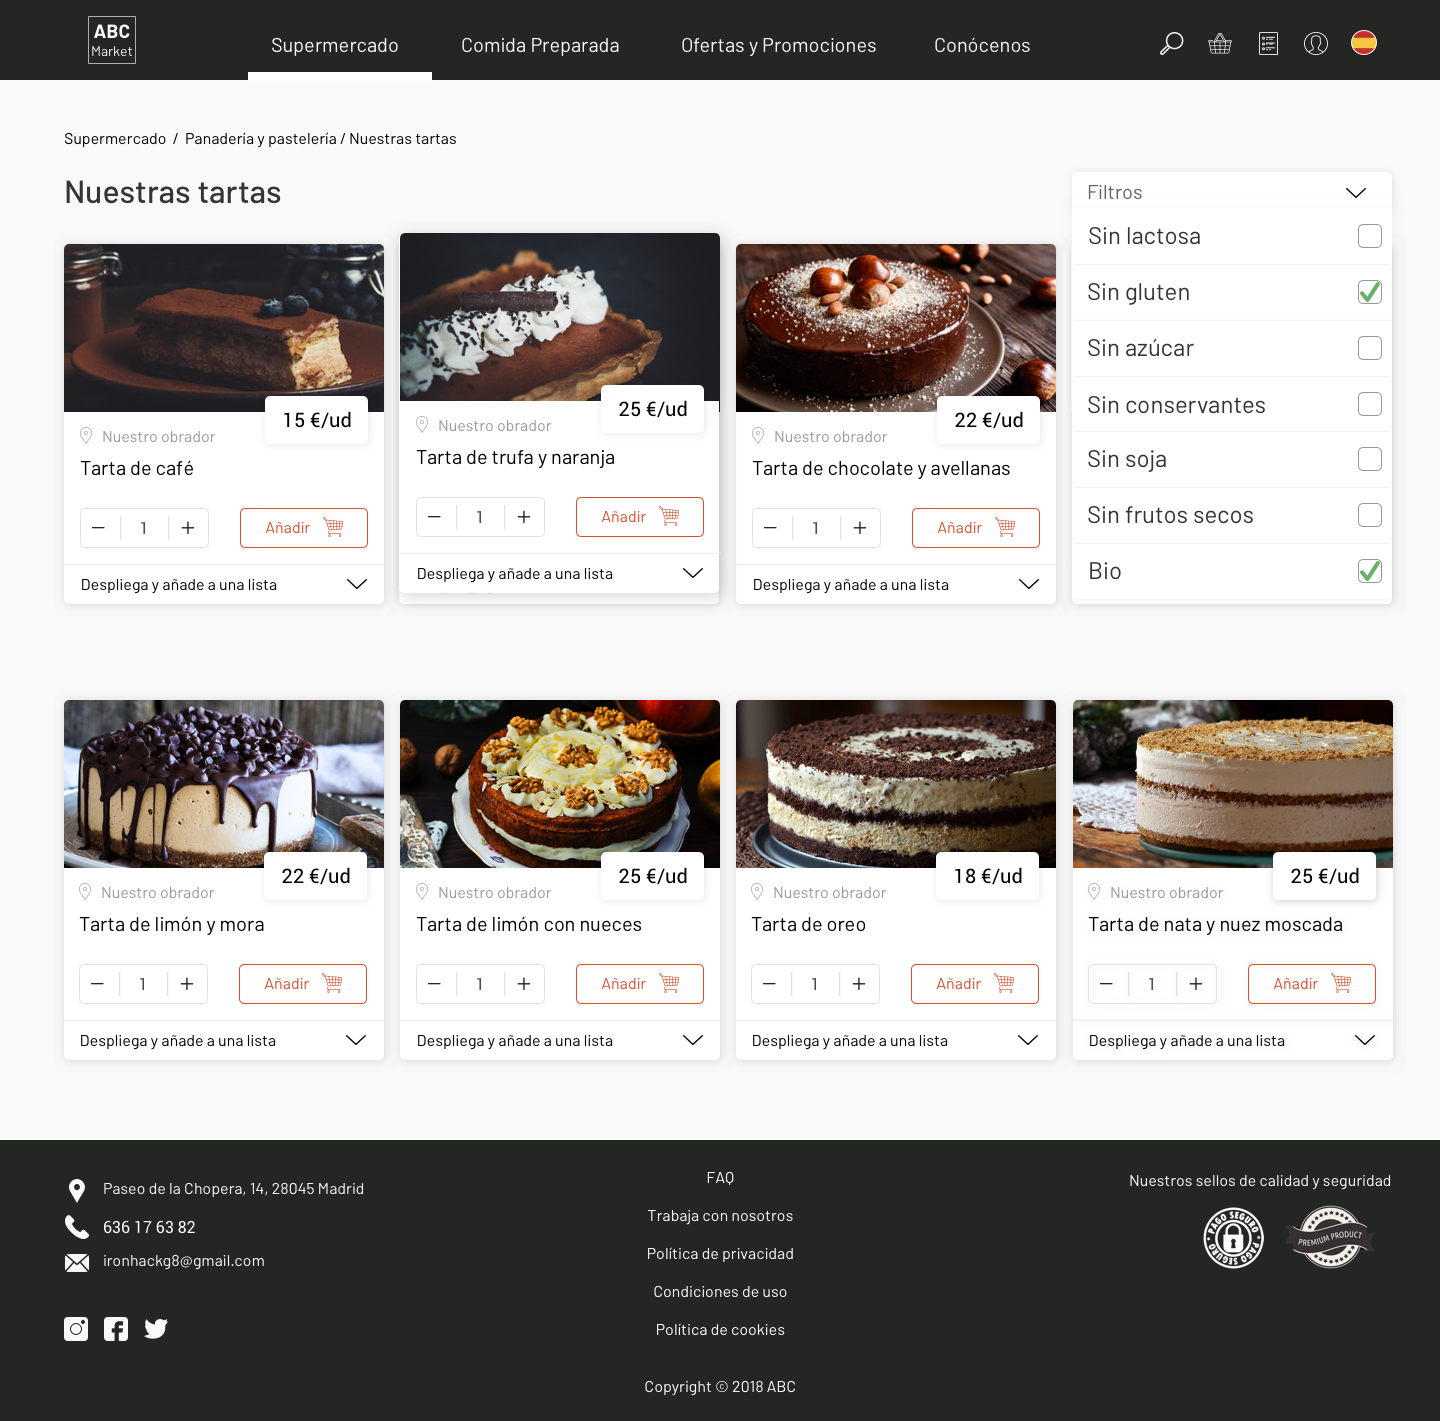 ABC
Market
Supermercado
Comida Preparada
Ofertas y Promociones
Conócenos
Supermercado / Panadería y pastelería / Nuestras tartas
Nuestras tartas
Filtros
Sin lactosa
Sin gluten
Sin azúcar
Sin conservantes
Sin soja
Sin frutos secos
Bio
15 €/ud
Nuestro obrador
Tarta de café
1
Añadir
Despliega y añade a una lista
25 €/ud
Nuestro obrador
Tarta de trufa y naranja
1
Añadir
Despliega y añade a una lista
22 €/ud
Nuestro obrador
Tarta de chocolate y avellanas
1
Añadir
Despliega y añade a una lista
22 €/ud
Nuestro obrador
Tarta de limón y mora
1
Añadir
Despliega y añade a una lista
25 €/ud
Nuestro obrador
Tarta de limón con nueces
1
Añadir
Despliega y añade a una lista
18 €/ud
Nuestro obrador
Tarta de oreo
1
Añadir
Despliega y añade a una lista
25 €/ud
Nuestro obrador
Tarta de nata y nuez moscada
1
Añadir
Despliega y añade a una lista
Paseo de la Chopera, 14, 28045 Madrid
636 17 63 82
ironhackg8@gmail.com
FAQ
Trabaja con nosotros
Política de privacidad
Condiciones de uso
Política de cookies
Copyright © 2018 ABC
Nuestros sellos de calidad y seguridad
PAGO SEGURO
PAGO SEGURO
PREMIUM PRODUCT